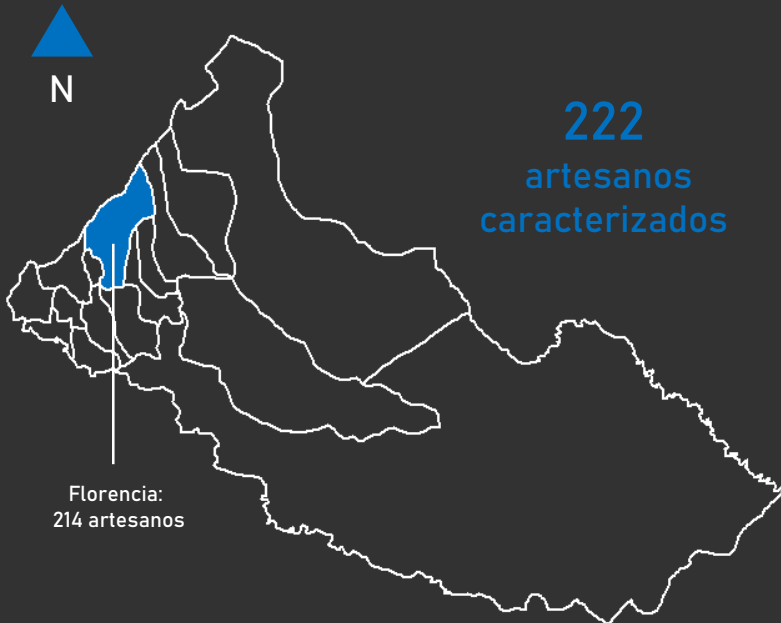 N
222
artesanos
caracterizados
Florencia:
214 artesanos